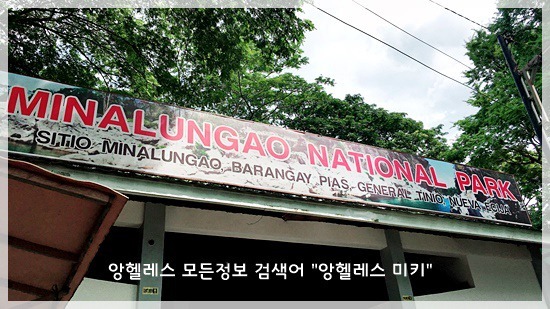 MINALUNGAO NATIONAL PARK
SITIO MINALUNGAO, BARANGAY PIAS, GENERAL TINIO NUEVA ECIJA
앙헬레스 모든정보 검색어 "앙헬레스 미키"